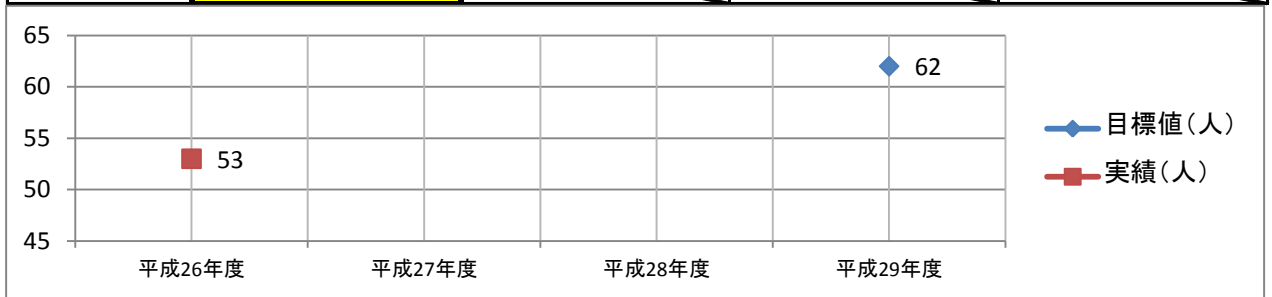 65
60
55
50
45
62
53
平成26年度
平成27年度
平成28年度
平成29年度
目標値(人)
実績(人)